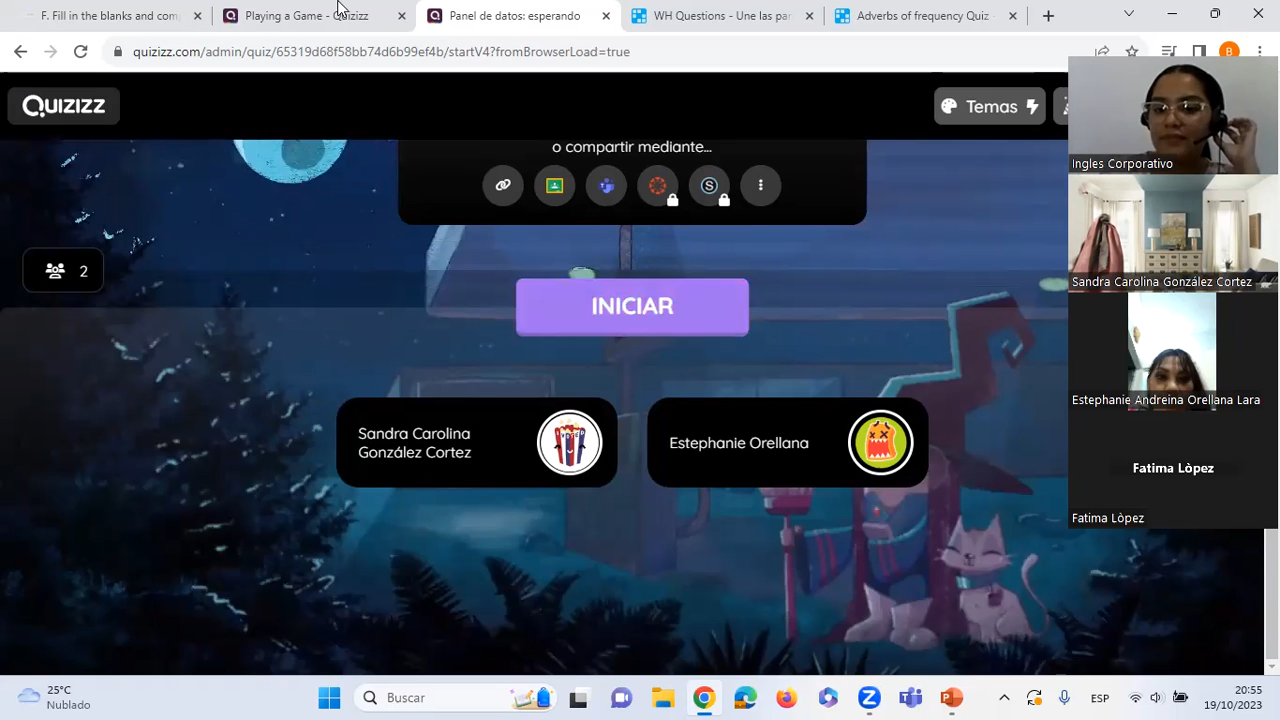 F. Fill in the blanks and con
Playing a Game - Quizizz
Panel de datos: esperando
WH Questions - Une las par
Adverbs of frequency Quiz -
quizizz.com/admin/quiz/65319d68f58bb74d6b99ef4b/startV4?fromBrowserLoad=true
B
QUIZIZZ
Temas
Ingles Corporativo
o compartir mediante...
S
2
INICIAR
Sandra Carolina González Cortez
Sandra Carolina
González Cortez
Estephanie Orellana
Estephanie Andreina Orellana Lara
Fatima Lòpez
Fatima Lòpez
25°C
Nublado
Buscar
ESP
20:55
19/10/2023